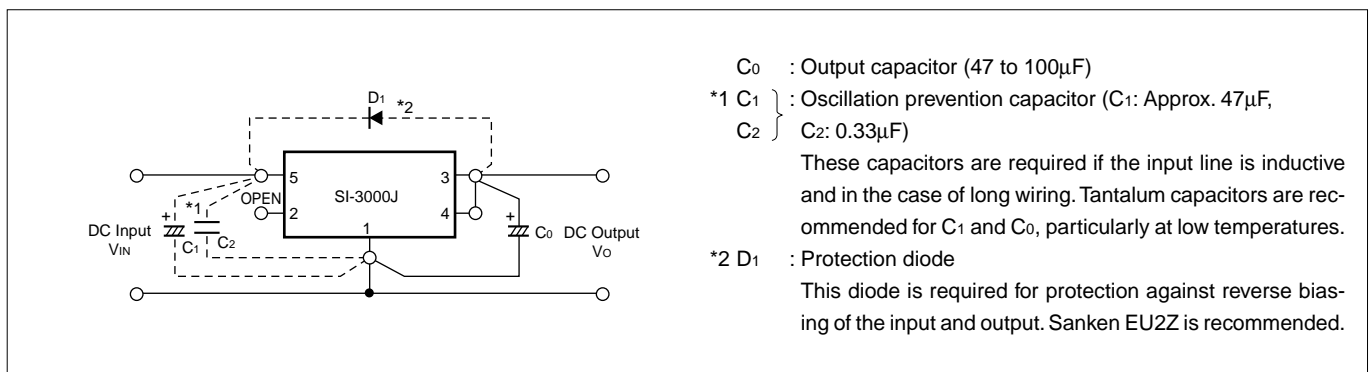 D1
*2
5
3
SI-3000J
OPEN
2
4
1
*1
+
+
DC Input
VIN
C1
C2
C0
DC Output
VO
C0 : Output capacitor (47 to 100μF)
*1 C1 : Oscillation prevention capacitor (C1: Approx. 47μF,
C2 C2: 0.33μF)
These capacitors are required if the input line is inductive
and in the case of long wiring. Tantalum capacitors are rec-
ommended for C1 and C0, particularly at low temperatures.
*2 D1 : Protection diode
This diode is required for protection against reverse bias-
ing of the input and output. Sanken EU2Z is recommended.